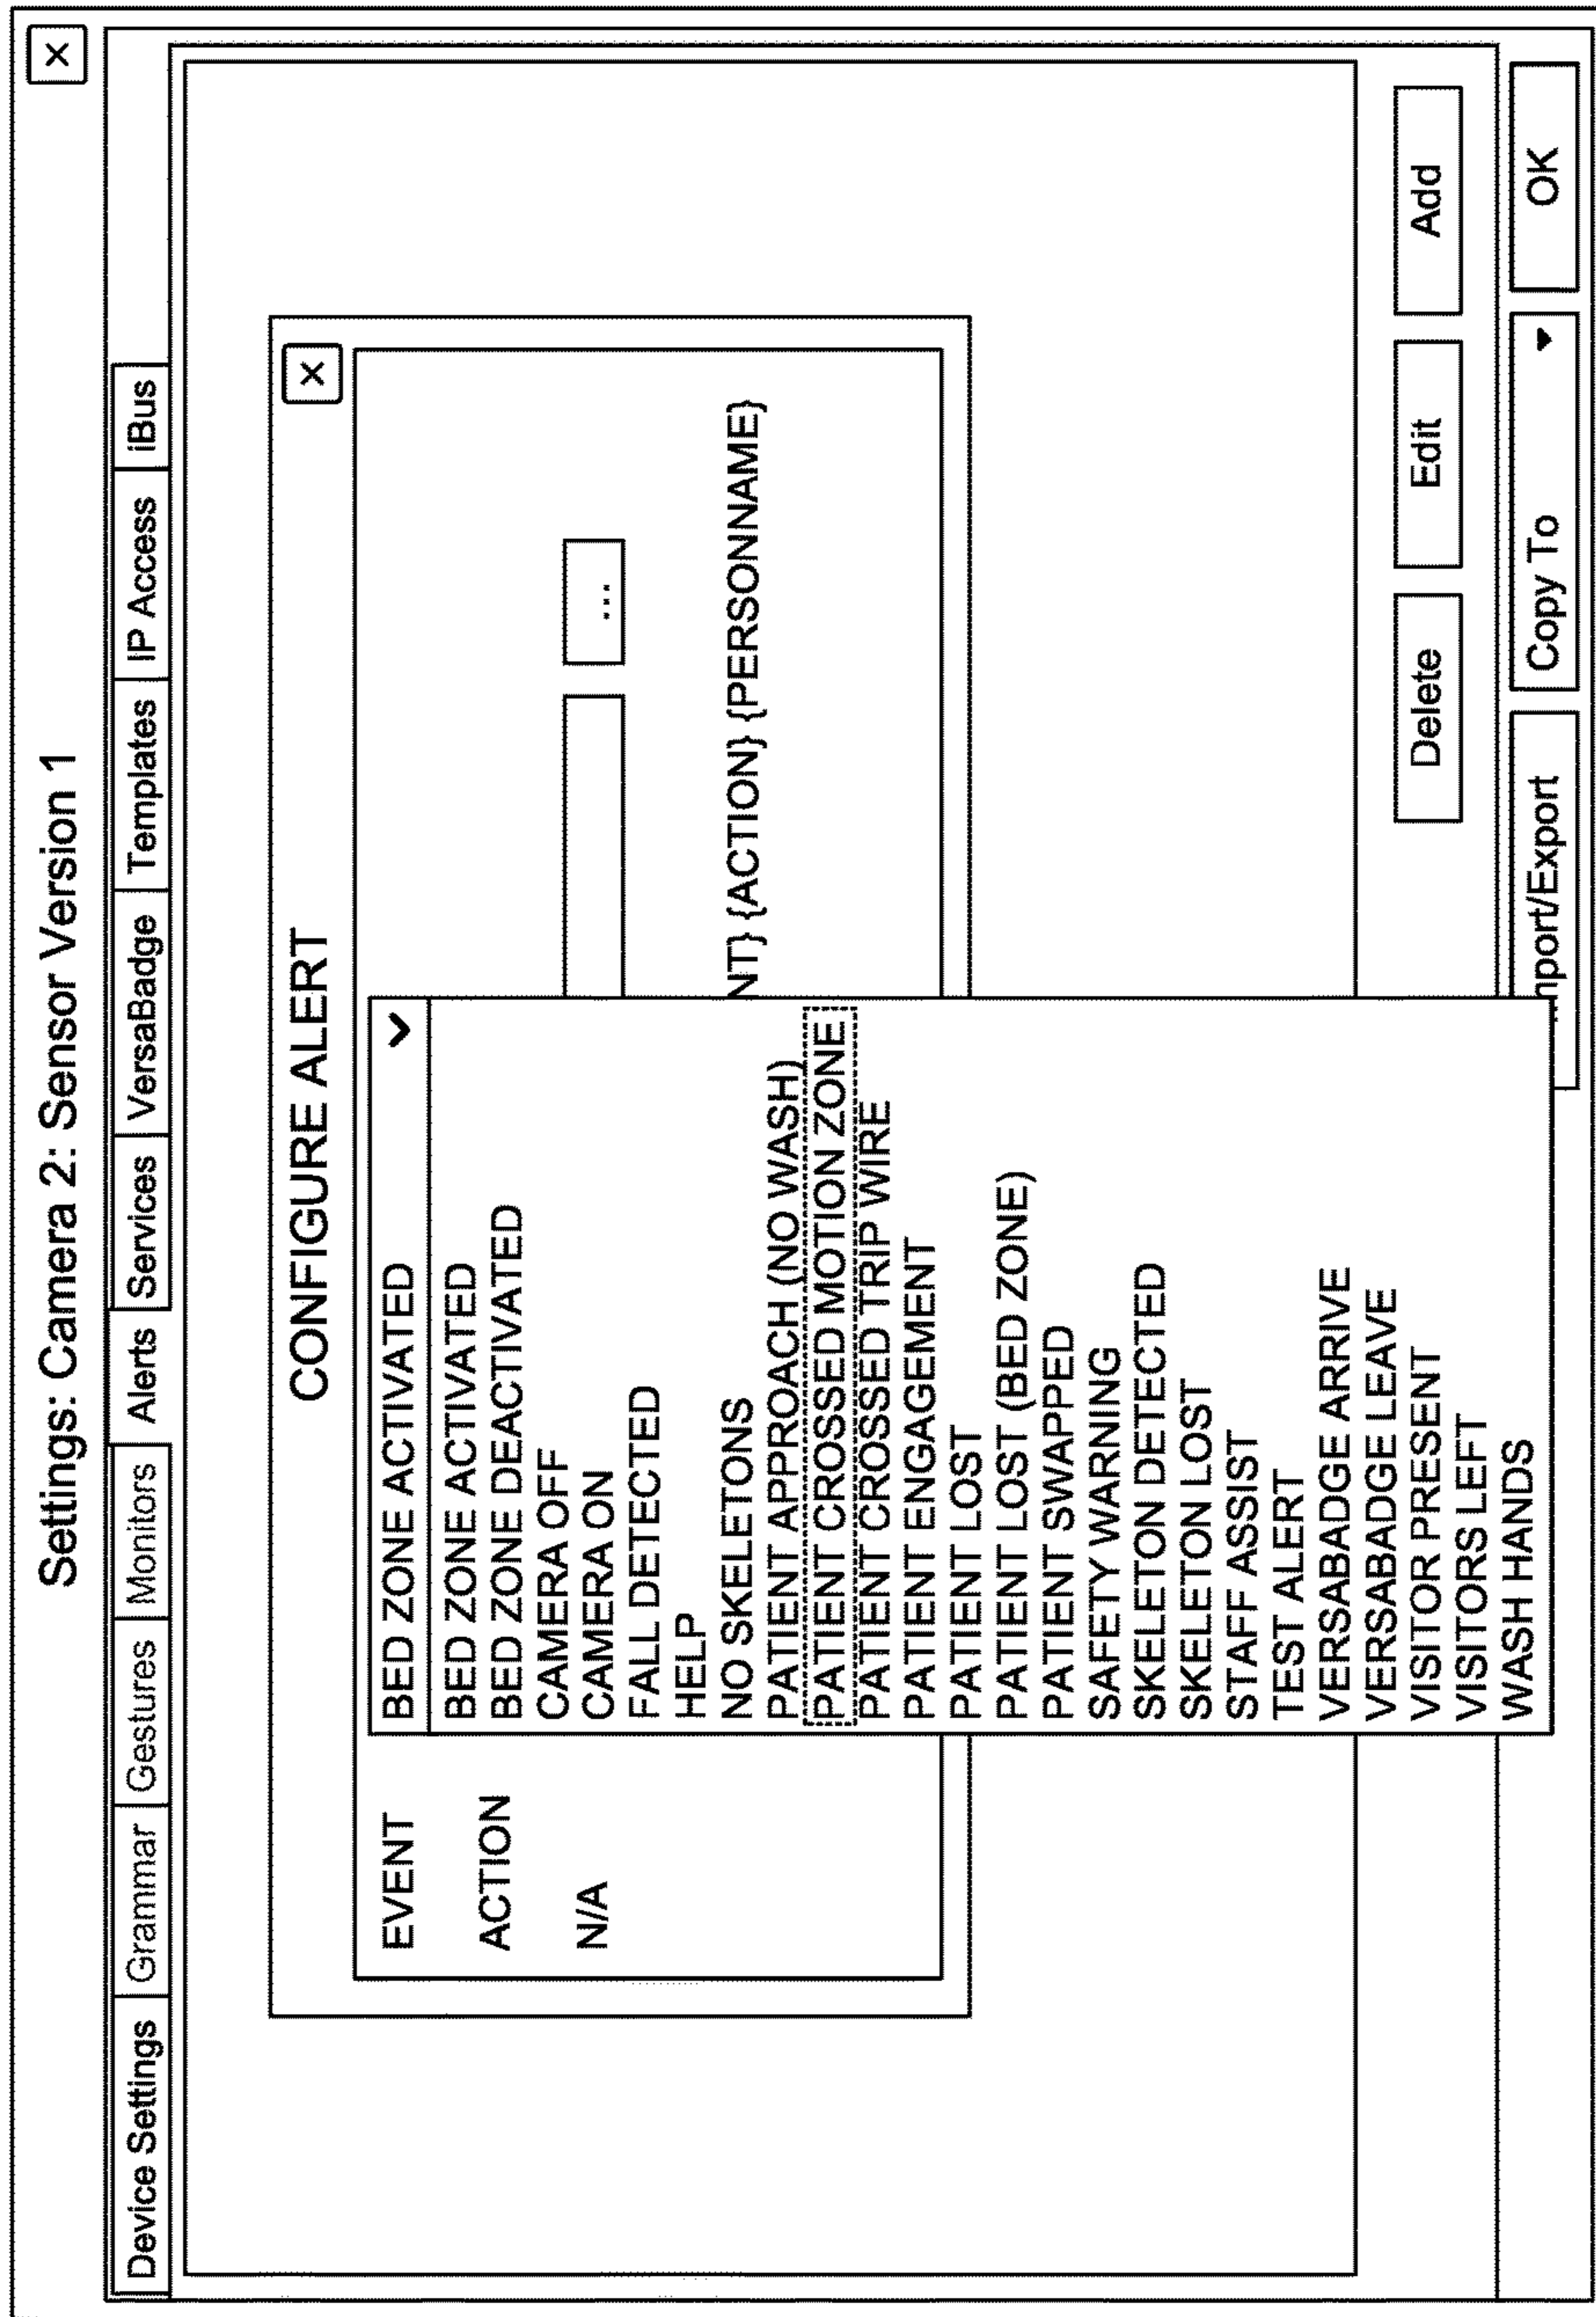 Settings: Camera 2: Sensor Version 1
×
Device Settings Grammar Gestures Monitors Alerts Services VersaBadge Templates IP Access iBus
CONFIGURE ALERT
×
EVENT
BED ZONE ACTIVATED
ACTION
N/A
...
{ACTION} {PERSONNAME}
BED ZONE ACTIVATED
BED ZONE DEACTIVATED
CAMERA OFF
CAMERA ON
FALL DETECTED
HELP
NO SKELETONS
PATIENT APPROACH (NO WASH)
PATIENT CROSSED MOTION ZONE
PATIENT CROSSED TRIP WIRE
PATIENT ENGAGEMENT
PATIENT LOST
PATIENT LOST (BED ZONE)
PATIENT SWAPPED
SAFETY WARNING
SKELETON DETECTED
SKELETON LOST
STAFF ASSIST
TEST ALERT
VERSABADGE ARRIVE
VERSABADGE LEAVE
VISITOR PRESENT
VISITORS LEFT
WASH HANDS
Delete Edit Add
mport/Export Copy To OK